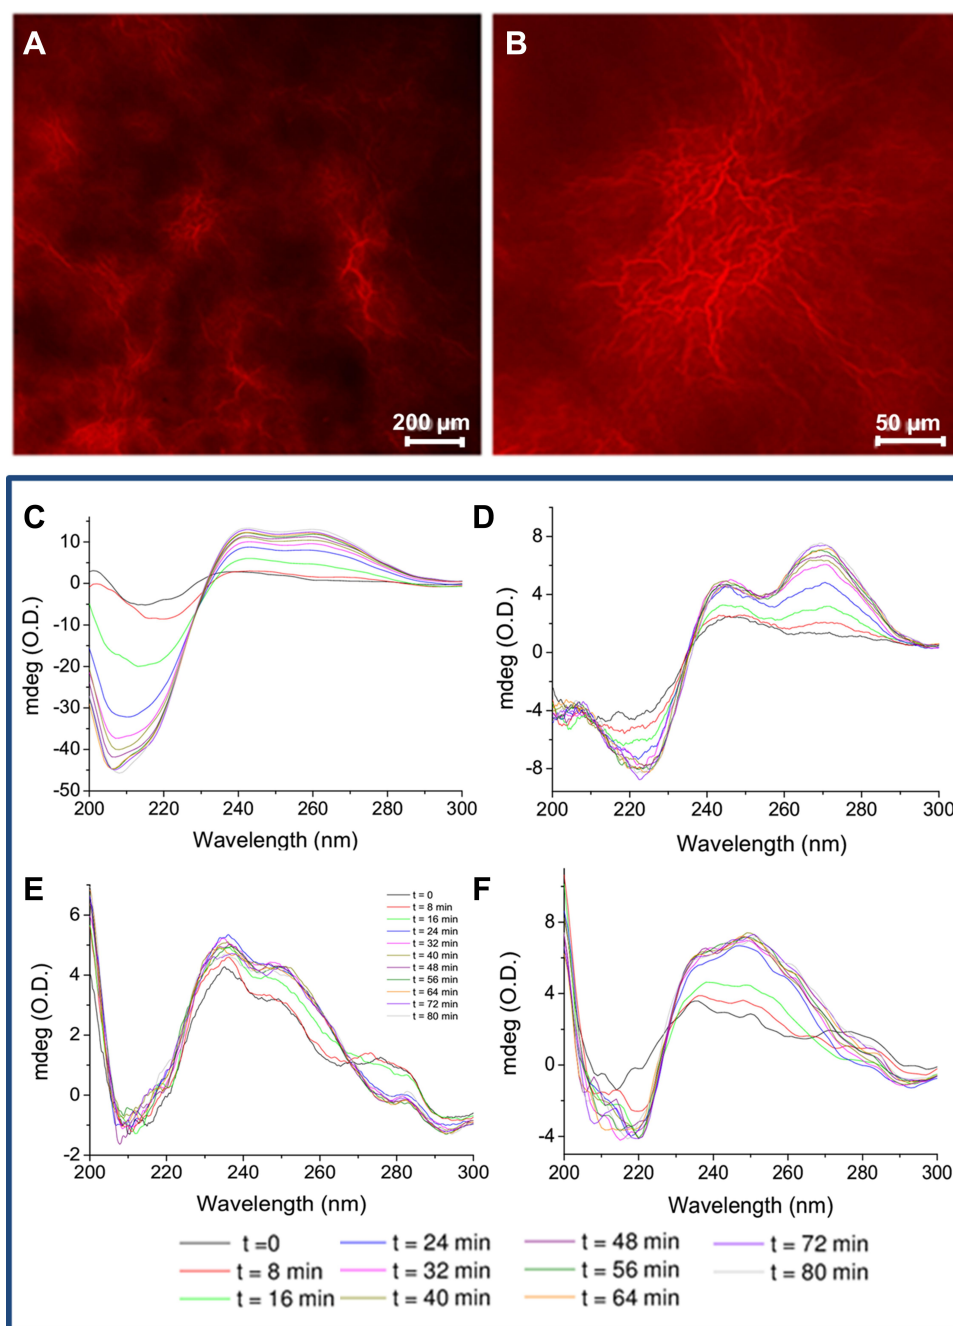 A
B
200 µm
50 µm
C
10
0
-10
-20
-30
-40
-50
mdeg (O.D.)
200 220 240 260 280 300
Wavelength (nm)
D
8
4
0
-4
-8
mdeg (O.D.)
200 220 240 260 280 300
Wavelength (nm)
E
6
4
2
0
-2
mdeg (O.D.)
200 220 240 260 280 300
Wavelength (nm)
t = 0
t = 8 min
t = 16 min
t = 24 min
t = 32 min
t = 40 min
t = 48 min
t = 56 min
t = 64 min
t = 72 min
t = 80 min
F
8
4
0
-4
mdeg (O.D.)
200 220 240 260 280 300
Wavelength (nm)
t =0 t = 24 min t = 48 min t = 72 min
t = 8 min t = 32 min t = 56 min t = 80 min
t = 16 min t = 40 min t = 64 min